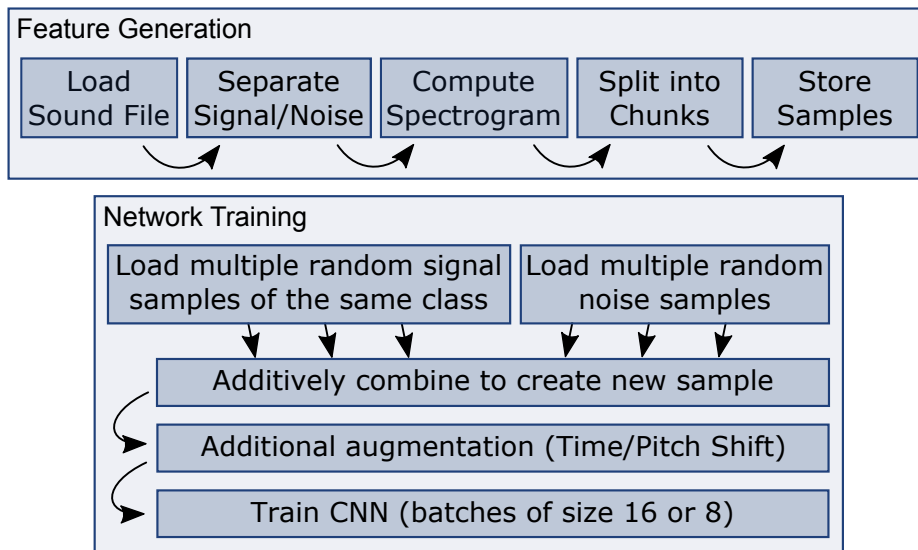 Feature Generation
Load
Sound File
Separate
Signal/Noise
Compute
Spectrogram
Split into
Chunks
Store
Samples
Network Training
Load multiple random signal
samples of the same class
Load multiple random
noise samples
Additively combine to create new sample
Additional augmentation (Time/Pitch Shift)
Train CNN (batches of size 16 or 8)